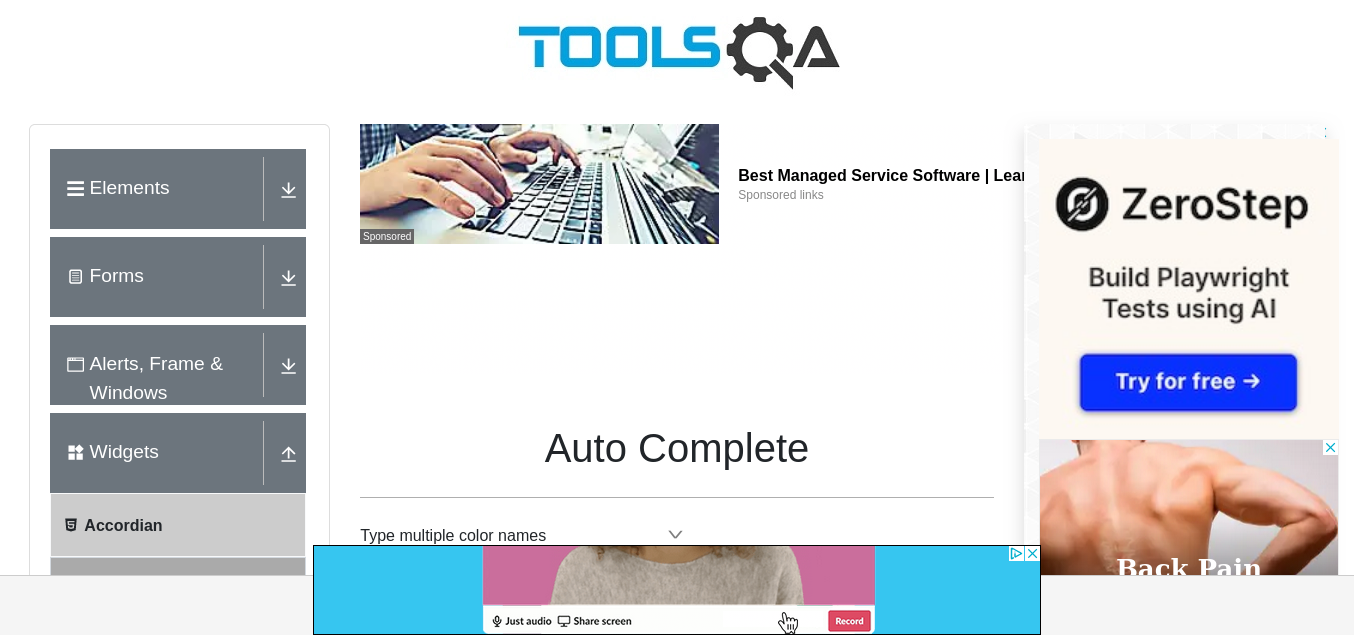 TOOLSQA
Elements
Forms
Alerts, Frame &
Windows
Widgets
Accordian
Sponsored
Best Managed Service Software | Lear
Sponsored links
ZeroStep
Build Playwright
Tests using AI
Try for free →
Auto Complete
Type multiple color names
Back Pain
Just audio
Share screen
Record